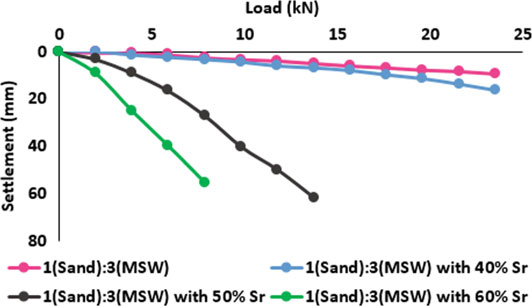 Load (kN)
0 5 10 15 20 25
0
20
40
60
80
Settlement (mm)
1(Sand):3(MSW) 1(Sand):3(MSW) with 40% Sr
1(Sand):3(MSW) with 50% Sr 1(Sand):3(MSW) with 60% Sr